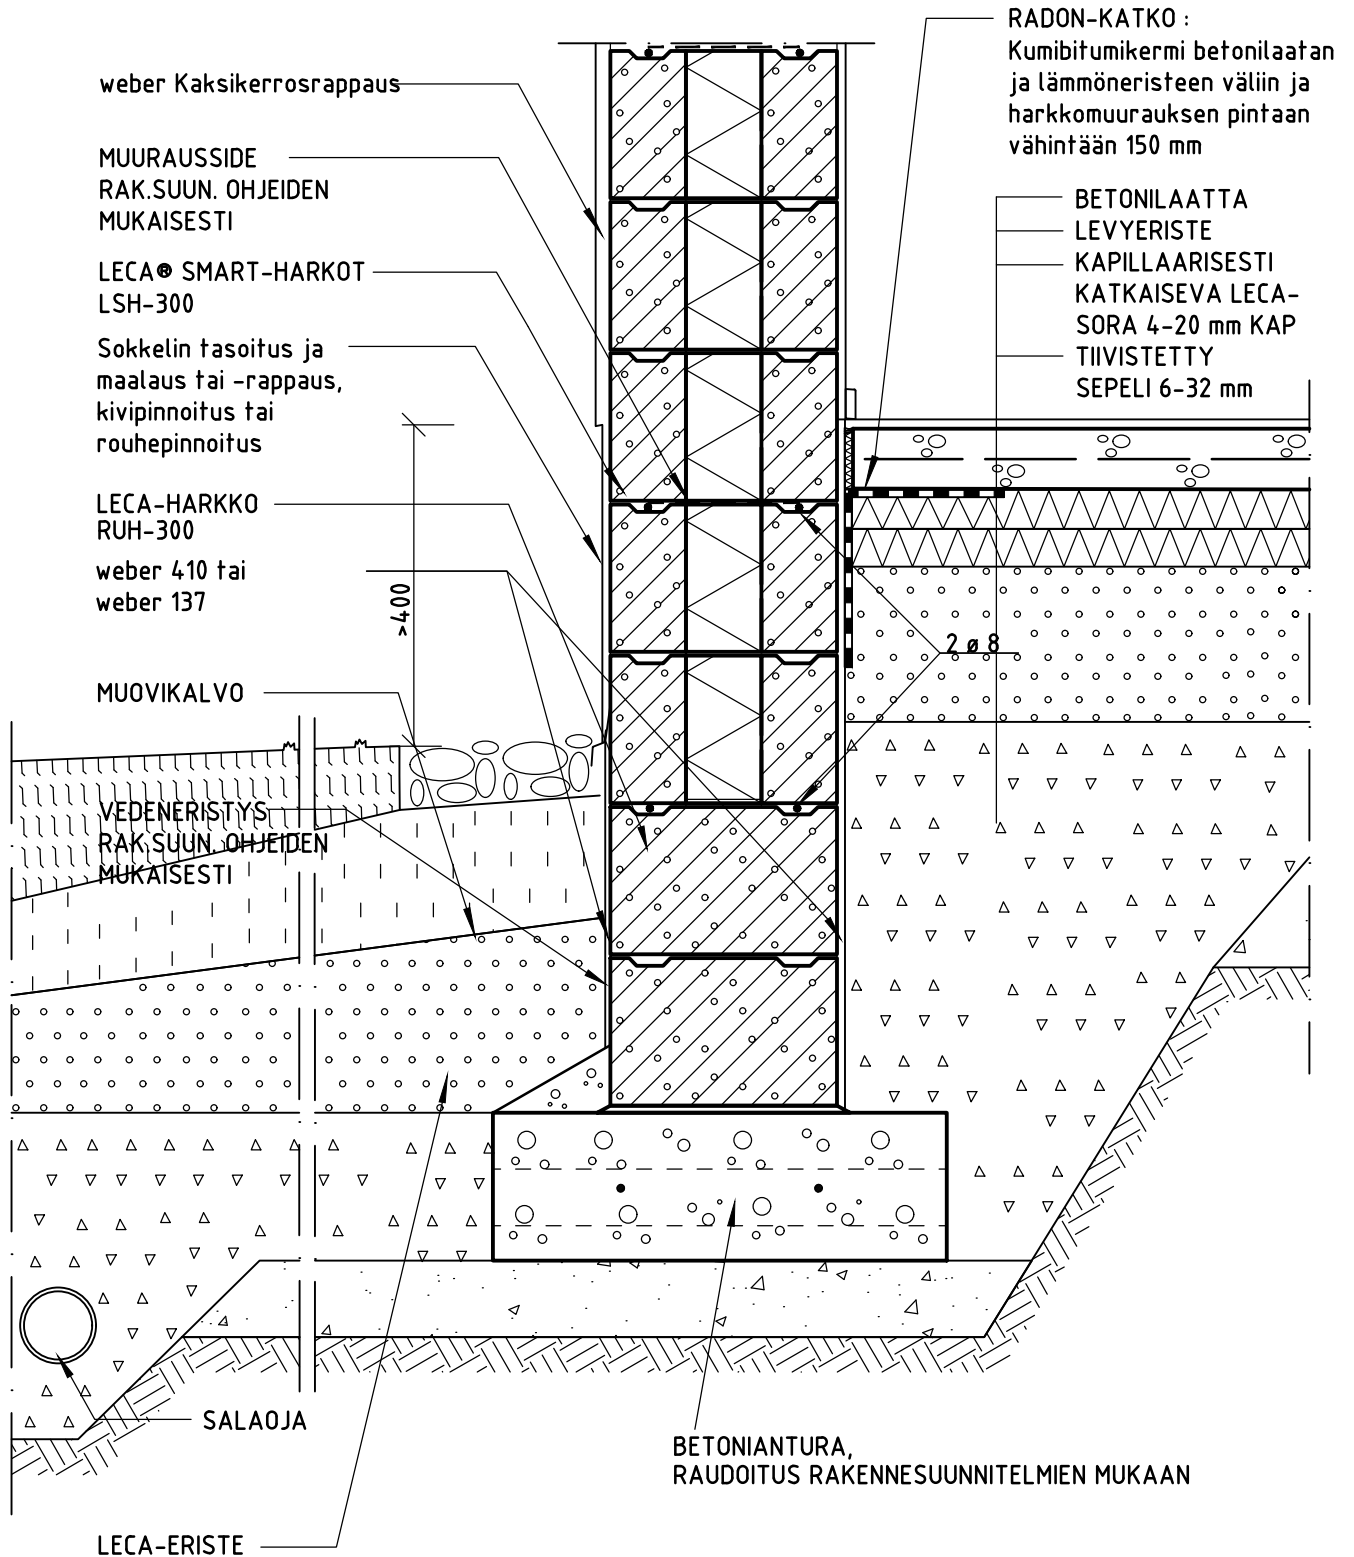 weber Kaksikerrosrappaus
MUURAUSSIDE
RAK.SUUN. OHJEIDEN
MUKAISESTI
LECA® SMART-HARKOT
LSH-300
Sokkelin tasoitus ja
maalaus tai -rappaus,
kivipinnoitus tai
rouhepinnoitus
LECA-HARKKO
RUH-300
weber 410 tai
weber 137
>400
MUOVIKALVO
VEDENERISTYS
RAK.SUUN. OHJEIDEN
MUKAISESTI
SALAOJA
LECA-ERISTE
RADON-KATKO :
Kumibitumikermi betonilaatan
ja lämmöneristeen väliin ja
harkkomuurauksen pintaan
vähintään 150 mm
BETONILAATTA
LEVYERISTE
KAPILLAARISESTI
KATKAISEVA LECA-
SORA 4-20 mm KAP
TIIVISTETTY
SEPELI 6-32 mm
2 ø 8
BETONIANTURA,
RAUDOITUS RAKENNESUUNNITELMIEN MUKAAN